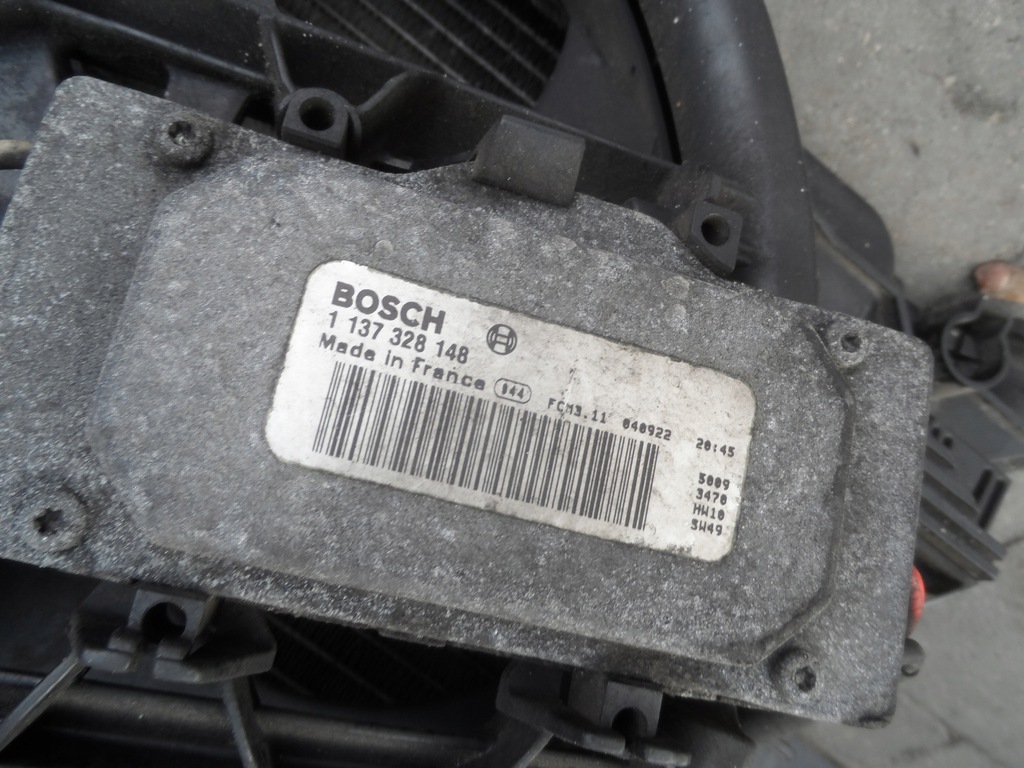 BOSCH
1 137 328 148
Made in France 044
FCM3.11 040922 20:45
5009
3470
HW10
SW49